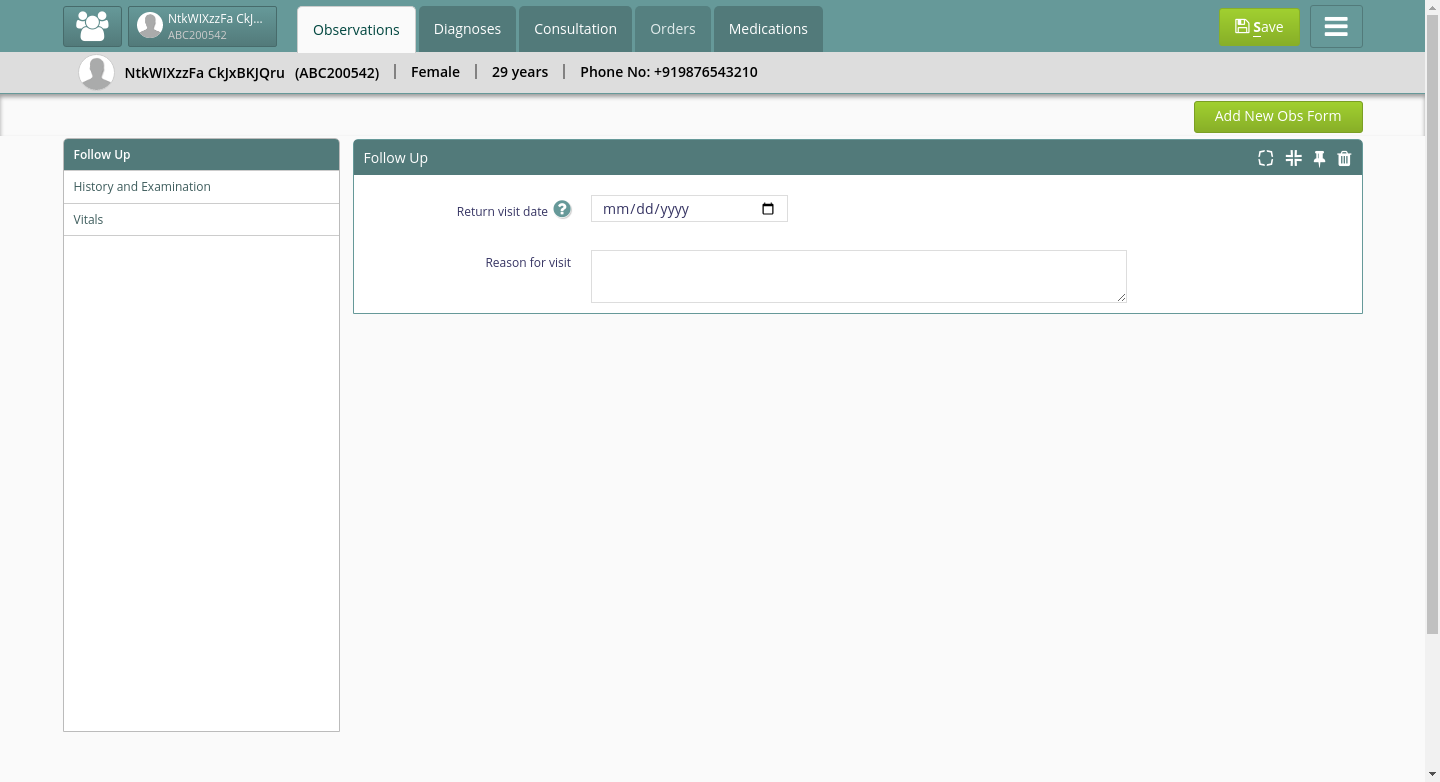 NtkWIXzzFa CkJ...
ABC200542
Observations
Diagnoses
Consultation
Orders
Medications
Save
NtkWIXzzFa CkJxBKJQru (ABC200542) | Female | 29 years | Phone No: +919876543210
Add New Obs Form
Follow Up
History and Examination
Vitals
Follow Up
Return visit date ?
mm/dd/yyyy
Reason for visit